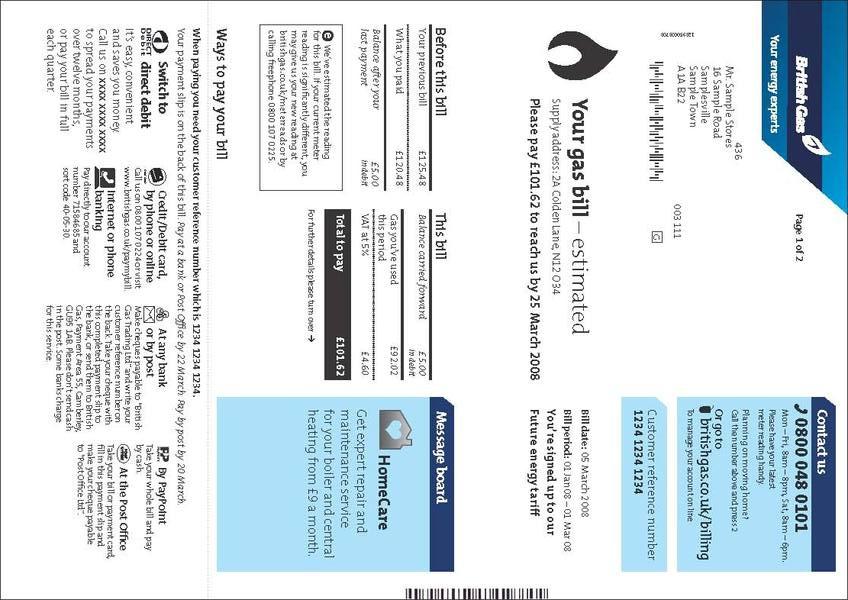 British Gas
Your energy experts
Page 1 of 2
436
Mr. Sample Stores
16 Sample Road
Samplesville
Sample Town
A1A B22
003 111
G
Contact us
0800 048 0101
Mon – Fri, 8am – 8pm, Sat, 8am – 6pm.
Please have your latest
meter reading handy.
Planning on moving home?
Call the number above and press 2
Or go to
britishgas.co.uk/billing
To manage your account on line
Customer reference number
1234 1234 1234
Your gas bill – estimated
Supply address: 2A Colden Lane, N12 O34
Please pay £101.62 to reach us by 25 March 2008
Bill date: 05 March 2008
Bill period: 01 Jan 08 – 01 Mar 08
You're signed up to our
Future energy tariff
Before this bill
Your previous bill £125.48
What you paid £120.48
Balance after your
last payment £5.00
in debit
e We've estimated the reading
for this bill. If your current meter
reading is significantly different, you
may give us your new reading at
britishgas.co.uk/meterreads or by
calling freephone 0800 107 0225.
This bill
Balance carried forward £5.00
in debit
Gas you've used
this period £92.02
VAT at 5% £4.60
Total to pay £101.62
For further details please turn over →
Message board
HomeCare
Get expert repair and
maintenance service
for your boiler and central
heating from £9 a month.
Ways to pay your bill
When paying you need your customer reference number which is 1234 1234 1234.
Your payment slip is on the back of this bill. Pay at a bank or Post Office by 22 March. Pay by post by 20 March.
DIRECT
Debit
Switch to
direct debit
It's easy, convenient
and saves you money.
Call us on xxxx xxx xxxx
to spread your payments
over twelve months,
or pay your bill in full
each quarter.
Credit/Debit card,
by phone or online
Call us on 0800 107 0224 or visit
www.britishgas.co.uk/paymybill
Internet or phone
banking
Pay directly to our account
number 71584685 and
sort code 40-05-30.
At any bank
or by post
Make cheques payable to "British
Gas Trading Ltd" and write your
customer reference number on
the back. Take your cheque with
this completed payment slip to
the bank, or send them to British
Gas, Payment Area 55, Camberley,
GU95 1AB. Please don't send cash
in the post. Some banks charge
for this service.
By PayPoint
Take your whole bill and pay
by cash.
At the Post Office
Take your bill or payment card,
fill in this payment slip and
make your cheque payable
to "Post Office Ltd".